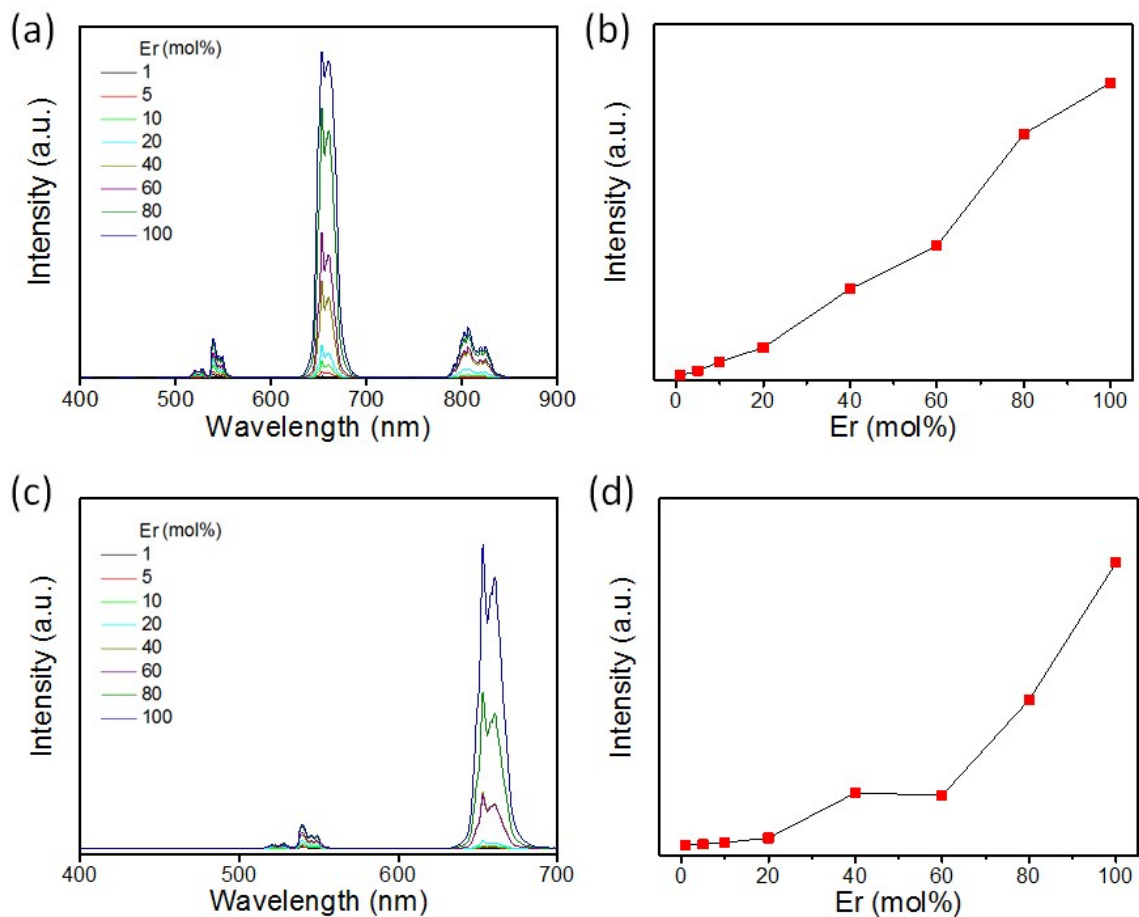 (a)
Intensity (a.u.)
Er (mol%)
1
5
10
20
40
60
80
100
400 500 600 700 800 900
Wavelength (nm)
(b)
Intensity (a.u.)
0 20 40 60 80 100
Er (mol%)
(c)
Intensity (a.u.)
Er (mol%)
1
5
10
20
40
60
80
100
400 500 600 700
Wavelength (nm)
(d)
Intensity (a.u.)
0 20 40 60 80 100
Er (mol%)